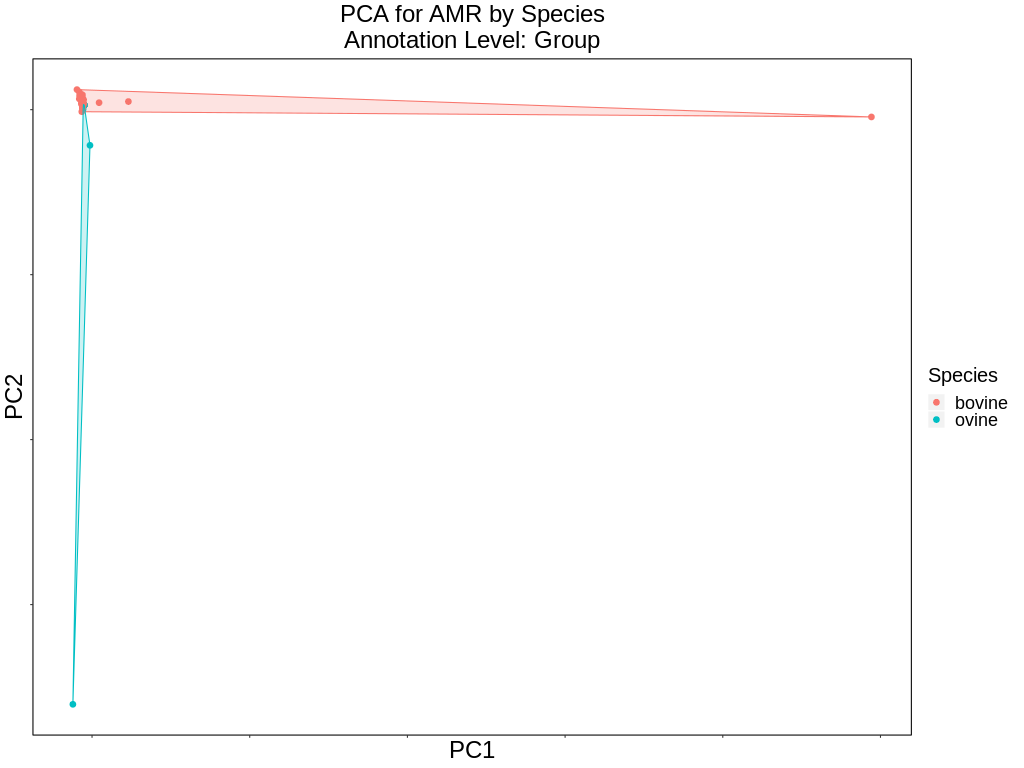 PCA for AMR by Species
Annotation Level: Group
PC2
Species
bovine
ovine
PC1